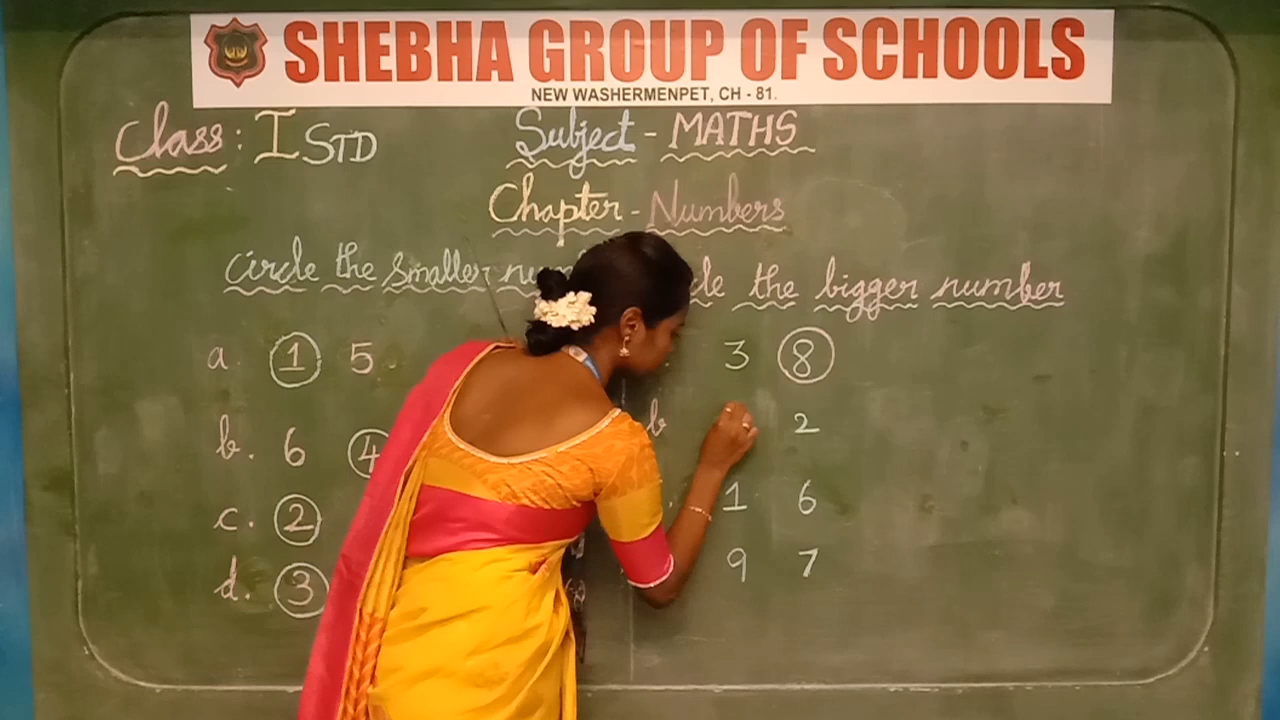 SHEBHA GROUP OF SCHOOLS
NEW WASHERMENPET, CH - 81.
Class : I STD
Subject - MATHS
Chapter - Numbers
Circle the smaller
a. 1 5
b. 6 4
c. 2
d. 3
the bigger number
3 8
b 2
1 6
9 7